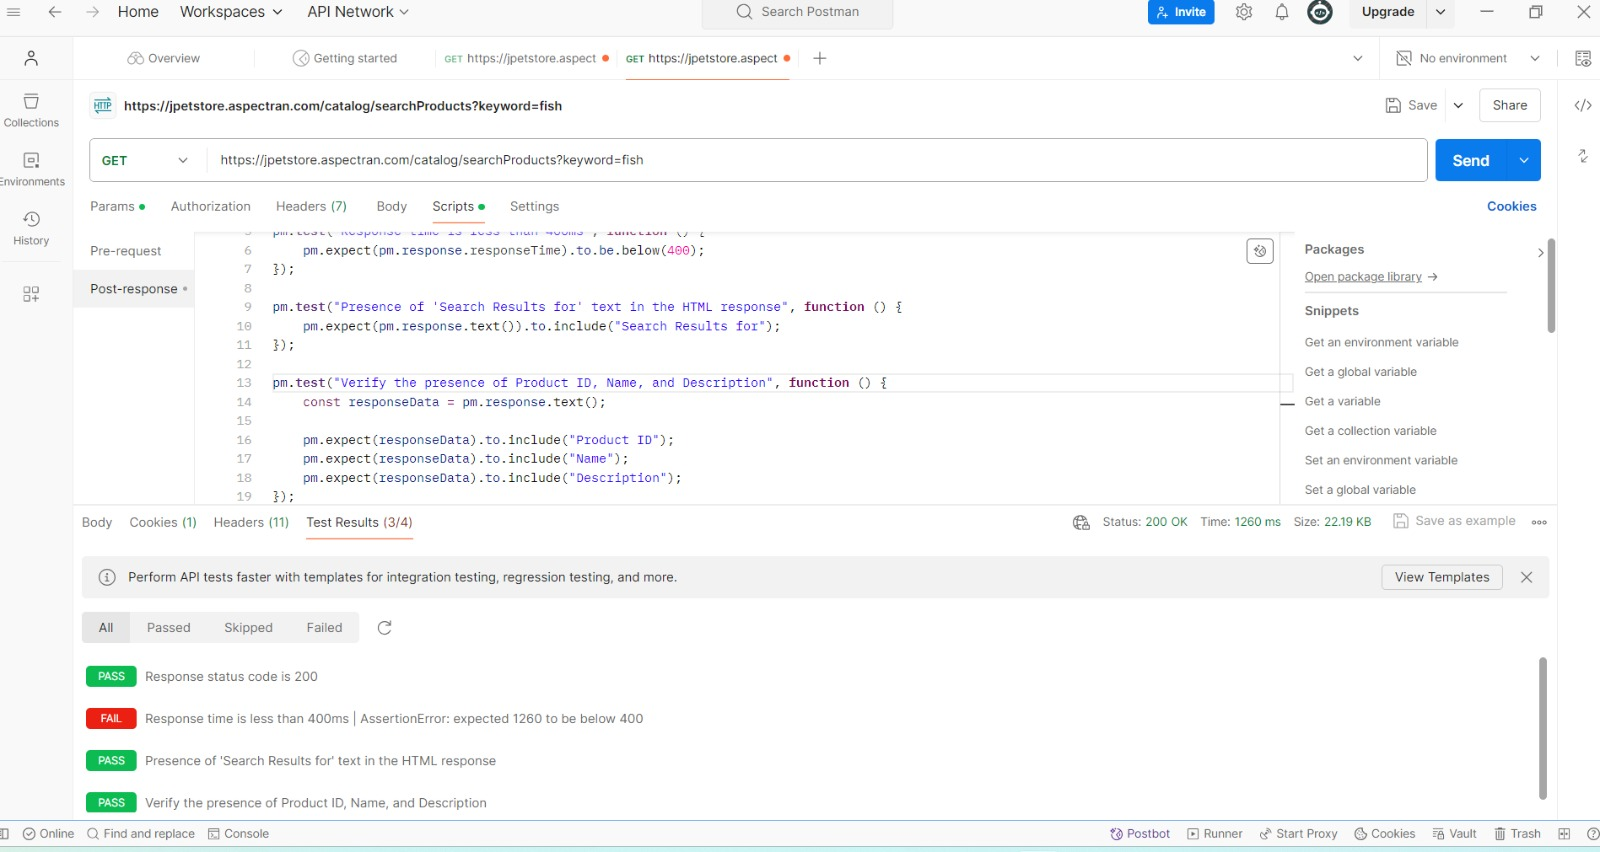 Home Workspaces API Network Search Postman Invite Upgrade
Overview Getting started GET https://jpetstore.aspect GET https://jpetstore.aspect No environment
HTTP https://jpetstore.aspectran.com/catalog/searchProducts?keyword=fish Save Share
GET https://jpetstore.aspectran.com/catalog/searchProducts?keyword=fish Send
Params Authorization Headers (7) Body Scripts Settings Cookies
Collections
Environments
History
Pre-request
Post-response
5 pm.test("Response time is less than 400ms", function () {
6 pm.expect(pm.response.responseTime).to.be.below(400);
7 });
8
9 pm.test("Presence of 'Search Results for' text in the HTML response", function () {
10 pm.expect(pm.response.text()).to.include("Search Results for");
11 });
12
13 pm.test("Verify the presence of Product ID, Name, and Description", function () {
14 const responseData = pm.response.text();
15
16 pm.expect(responseData).to.include("Product ID");
17 pm.expect(responseData).to.include("Name");
18 pm.expect(responseData).to.include("Description");
19 });
Packages
Open package library →
Snippets
Get an environment variable
Get a global variable
Get a variable
Get a collection variable
Set an environment variable
Set a global variable
Body Cookies (1) Headers (11) Test Results (3/4) Status: 200 OK Time: 1260 ms Size: 22.19 KB Save as example
Perform API tests faster with templates for integration testing, regression testing, and more. View Templates
All Passed Skipped Failed
PASS Response status code is 200
FAIL Response time is less than 400ms | AssertionError: expected 1260 to be below 400
PASS Presence of 'Search Results for' text in the HTML response
PASS Verify the presence of Product ID, Name, and Description
Online Find and replace Console Postbot Runner Start Proxy Cookies Vault Trash